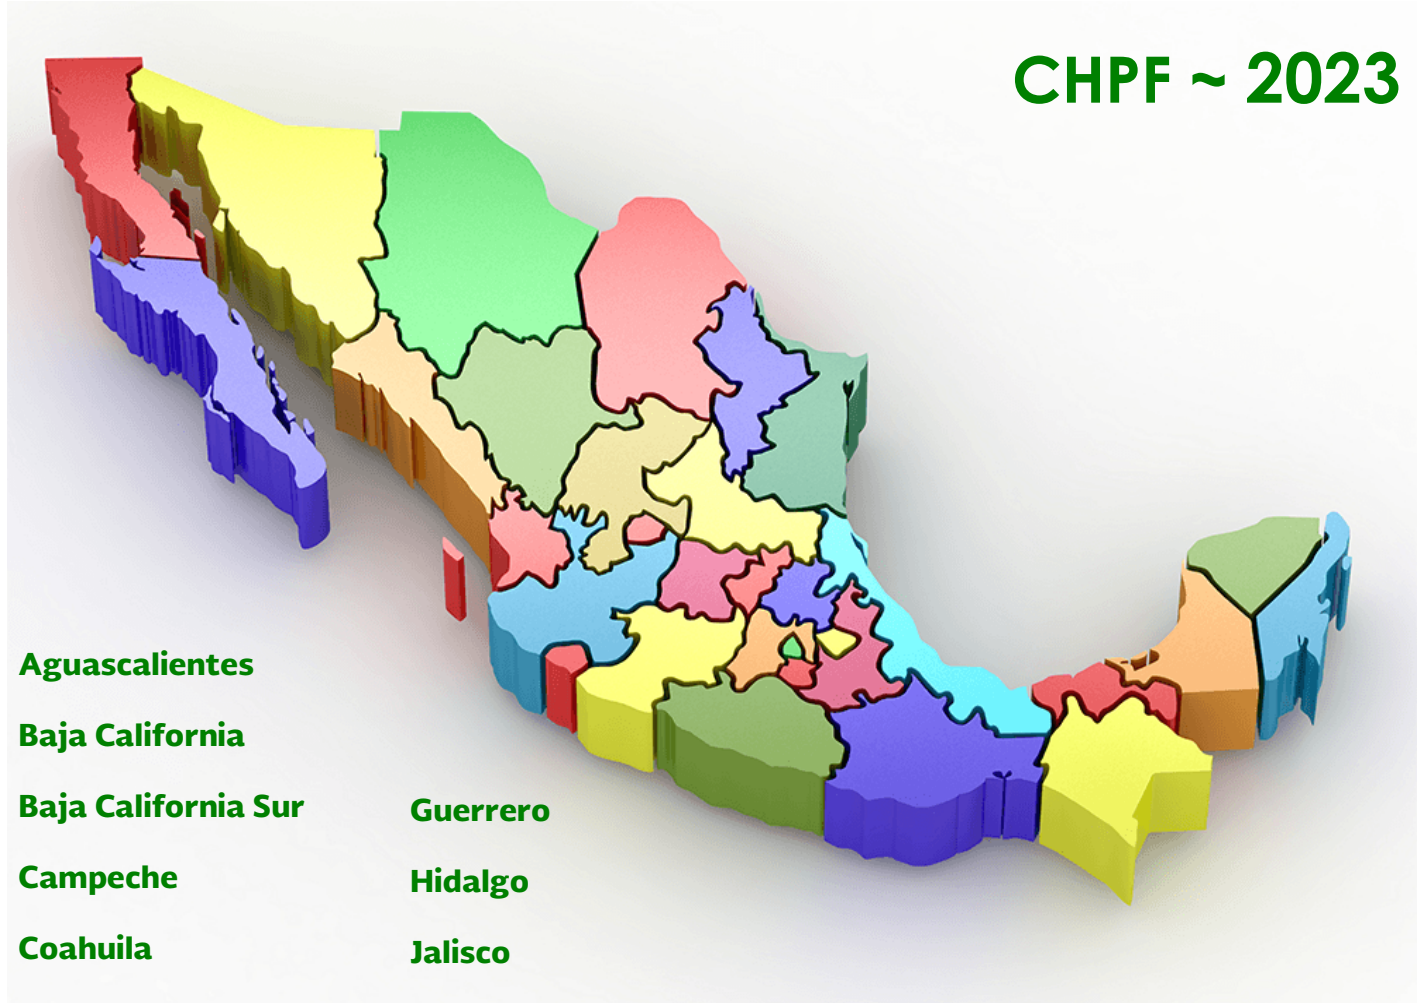 CHPF ~ 2023
Aguascalientes
Baja California
Baja California Sur
Campeche
Coahuila
Guerrero
Hidalgo
Jalisco